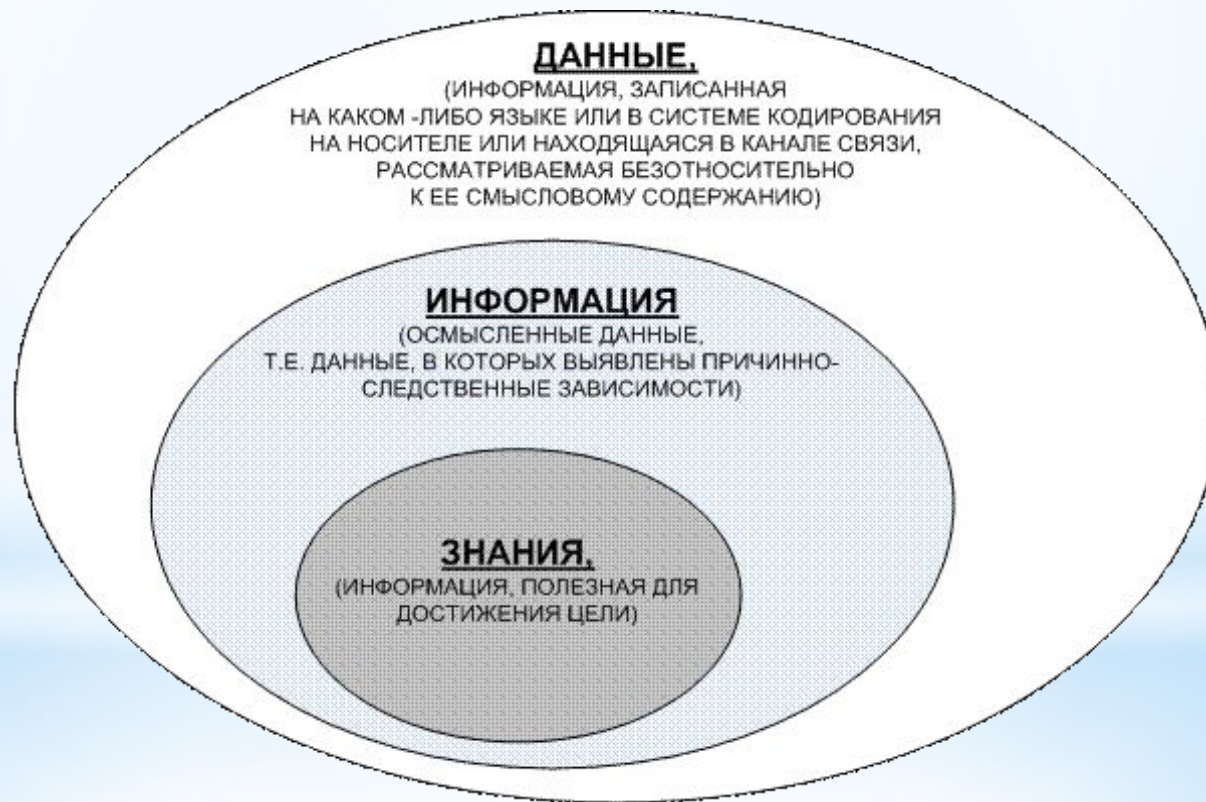 ДАННЫЕ,
(ИНФОРМАЦИЯ, ЗАПИСАННАЯ
НА КАКОМ -ЛИБО ЯЗЫКЕ ИЛИ В СИСТЕМЕ КОДИРОВАНИЯ
НА НОСИТЕЛЕ ИЛИ НАХОДЯЩАЯСЯ В КАНАЛЕ СВЯЗИ,
РАССМАТРИВАЕМАЯ БЕЗОТНОСИТЕЛЬНО
К ЕЕ СМЫСЛОВОМУ СОДЕРЖАНИЮ)
ИНФОРМАЦИЯ
(ОСМЫСЛЕННЫЕ ДАННЫЕ,
Т.Е. ДАННЫЕ, В КОТОРЫХ ВЫЯВЛЕНЫ ПРИЧИННО-
СЛЕДСТВЕННЫЕ ЗАВИСИМОСТИ)
ЗНАНИЯ,
(ИНФОРМАЦИЯ, ПОЛЕЗНАЯ ДЛЯ
ДОСТИЖЕНИЯ ЦЕЛИ)